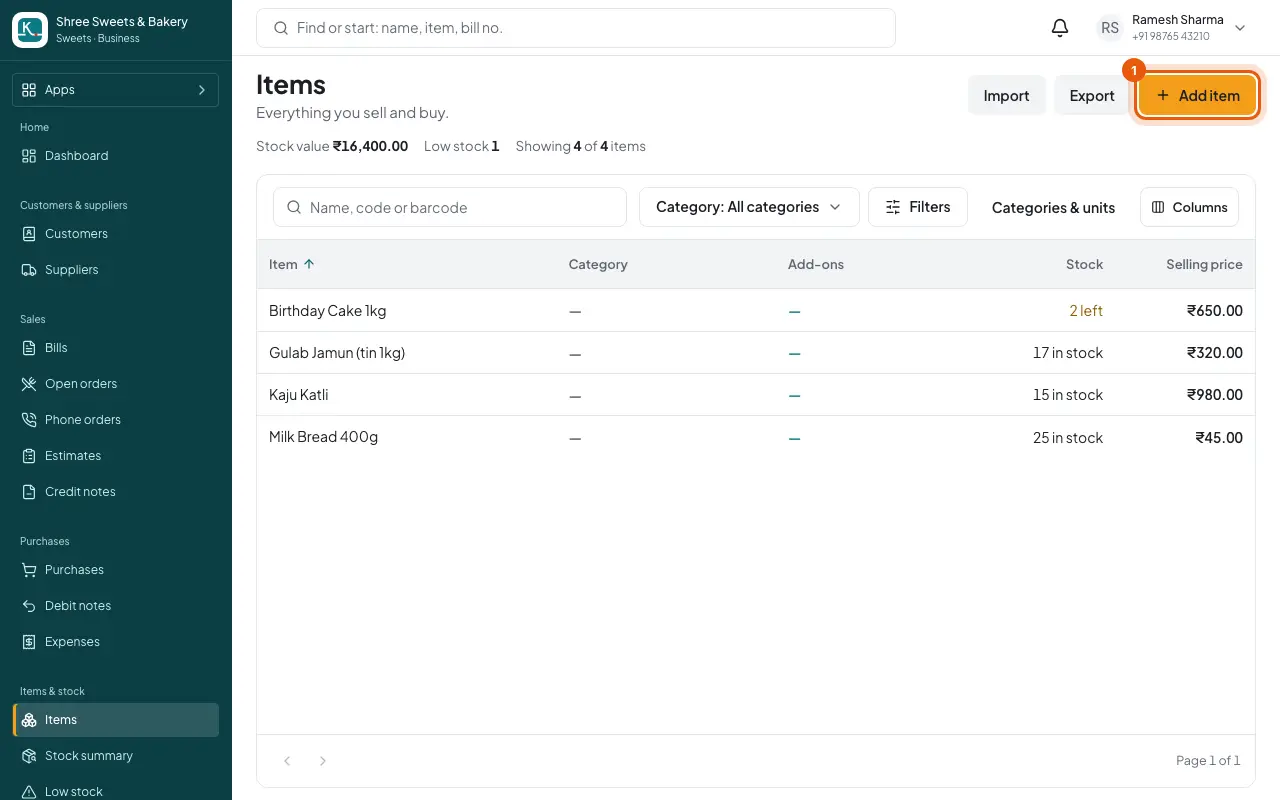 Shree Sweets & Bakery
Sweets · Business
Apps
Home
Dashboard
Customers & suppliers
Customers
Suppliers
Sales
Bills
Open orders
Phone orders
Estimates
Credit notes
Purchases
Purchases
Debit notes
Expenses
Items & stock
Items
Stock summary
Low stock
Find or start: name, item, bill no.
RS
Ramesh Sharma
+91 98765 43210
Items
Everything you sell and buy.
Import
Export
1
+ Add item
Stock value ₹16,400.00 Low stock 1 Showing 4 of 4 items
Name, code or barcode
Category: All categories
Filters
Categories & units
Columns
Item ↑ Category Add-ons Stock Selling price
Birthday Cake 1kg — — 2 left ₹650.00
Gulab Jamun (tin 1kg) — — 17 in stock ₹320.00
Kaju Katli — — 15 in stock ₹980.00
Milk Bread 400g — — 25 in stock ₹45.00
Page 1 of 1